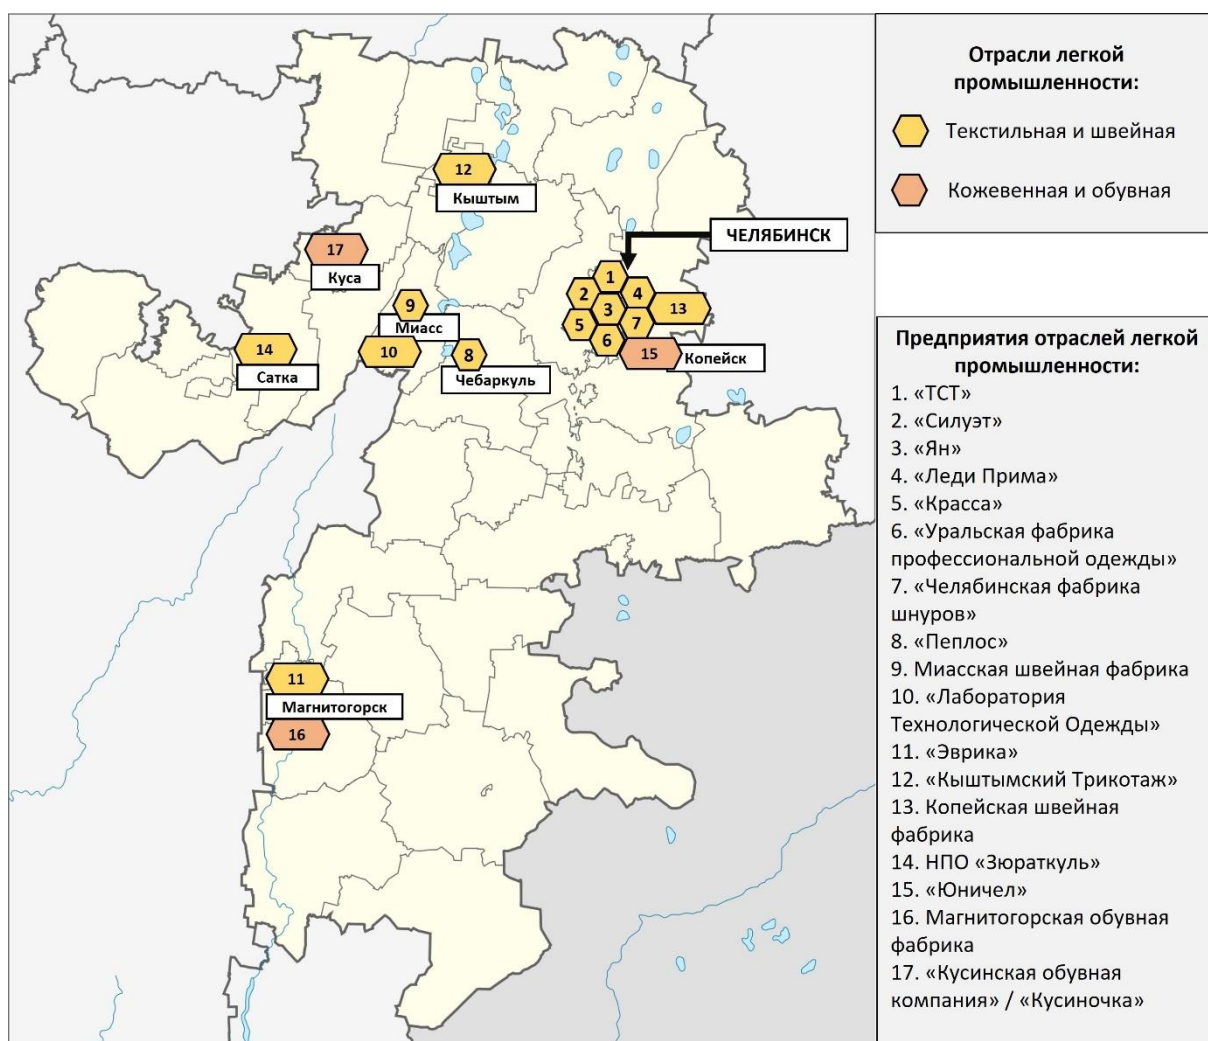 12
Кыштым
17
Куса
ЧЕЛЯБИНСК
1
2
4
3
13
5
7
6
15
Копейск
9
Миасс
10
8
Чебаркуль
14
Сатка
11
Магнитогорск
16
Отрасли легкой
промышленности:
Текстильная и швейная
Кожевенная и обувная
Предприятия отраслей легкой
промышленности:
1. «ТСТ»
2. «Силуэт»
3. «Ян»
4. «Леди Прима»
5. «Красса»
6. «Уральская фабрика
профессиональной одежды»
7. «Челябинская фабрика
шнуров»
8. «Пеплос»
9. Миасская швейная фабрика
10. «Лаборатория
Технологической Одежды»
11. «Эврика»
12. «Кыштымский Трикотаж»
13. Копейская швейная
фабрика
14. НПО «Зюраткуль»
15. «Юничел»
16. Магнитогорская обувная
фабрика
17. «Кусинская обувная
компания» / «Кусиночка»